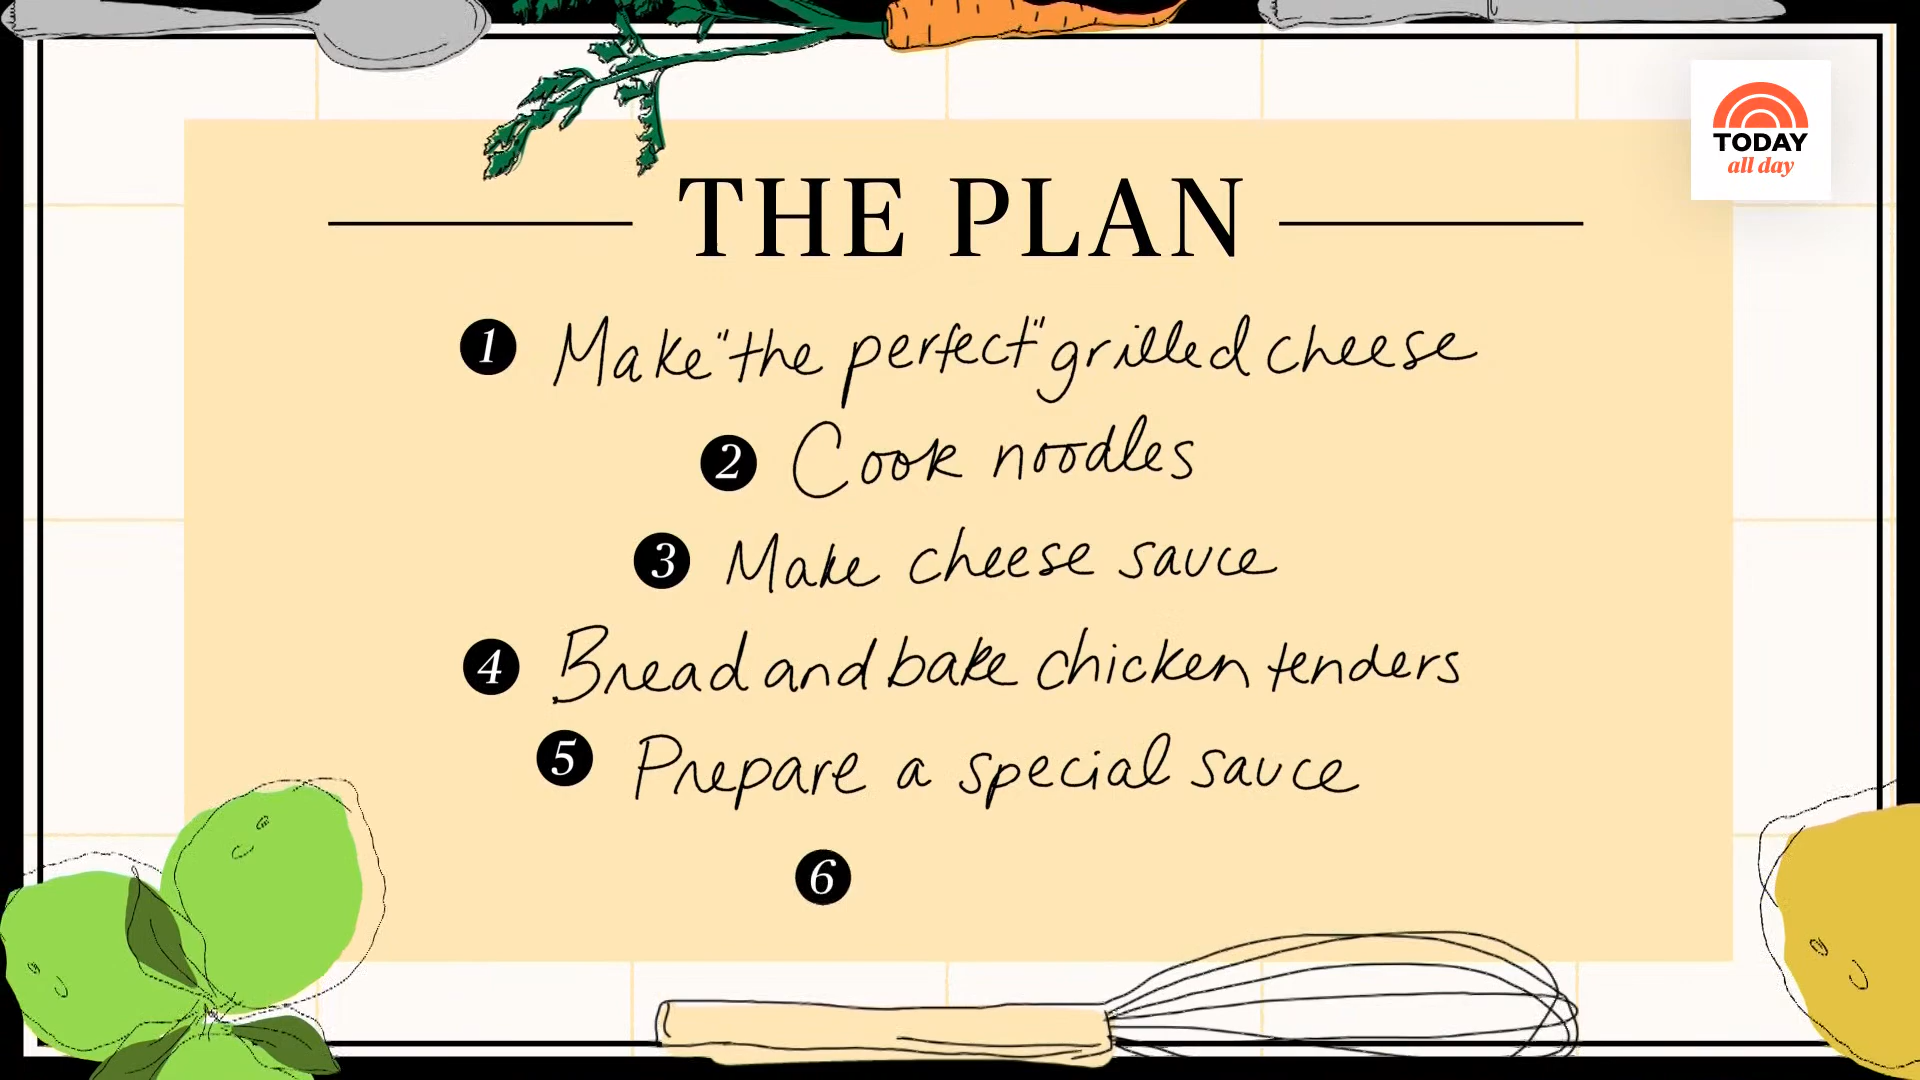 TODAY
all day
THE PLAN
1 Make "the perfect" grilled cheese
2 Cook noodles
3 Make cheese sauce
4 Bread and bake chicken tenders
5 Prepare a special sauce
6